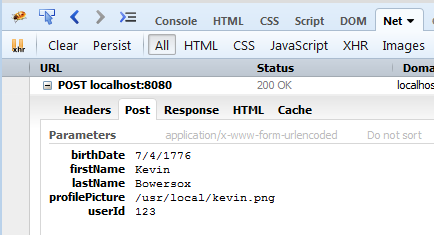 Console HTML CSS Script DOM Net
xhr Clear Persist All HTML CSS JavaScript XHR Images
URL Status Doma
POST localhost:8080 200 OK localhos
Headers Post Response HTML Cache
Parameters application/x-www-form-urlencoded Do not sort
birthDate 7/4/1776
firstName Kevin
lastName Bowersox
profilePicture /usr/local/kevin.png
userId 123